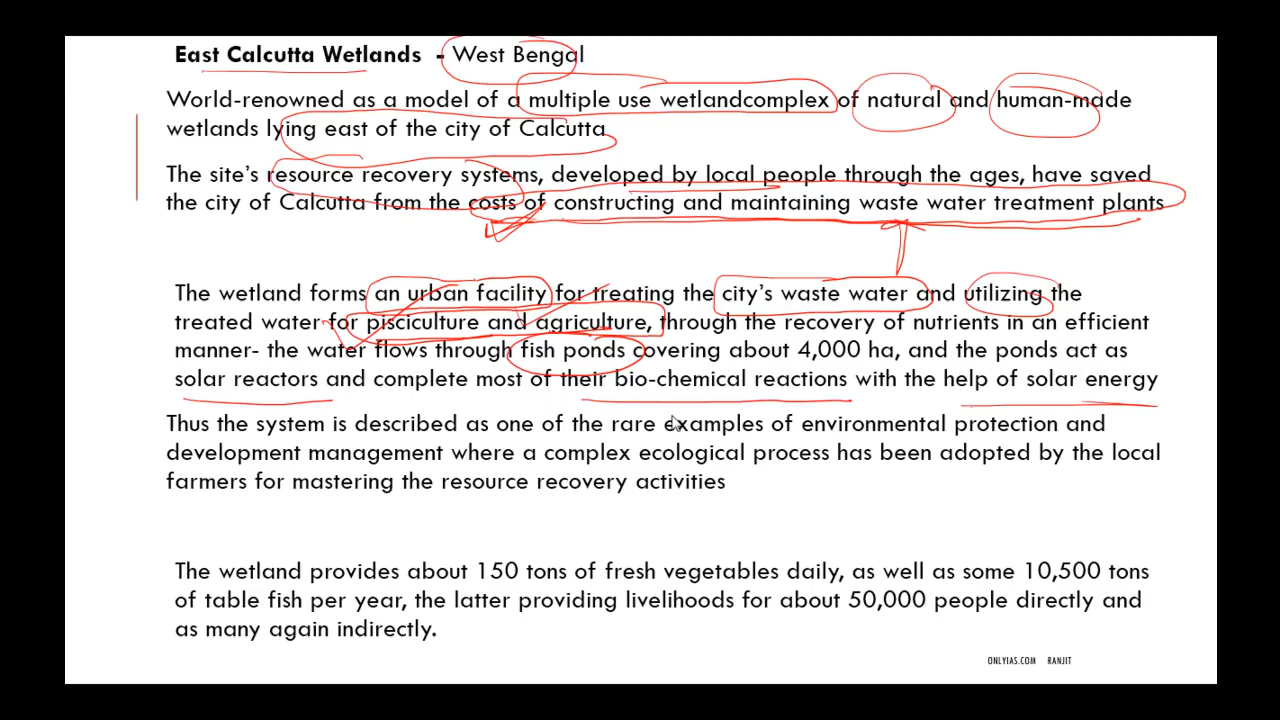 East Calcutta Wetlands - West Bengal
World-renowned as a model of a multiple use wetlandcomplex of natural and human-made
wetlands lying east of the city of Calcutta
The site's resource recovery systems, developed by local people through the ages, have saved
the city of Calcutta from the costs of constructing and maintaining waste water treatment plants
The wetland forms an urban facility for treating the city's waste water and utilizing the
treated water for pisciculture and agriculture, through the recovery of nutrients in an efficient
manner- the water flows through fish ponds covering about 4,000 ha, and the ponds act as
solar reactors and complete most of their bio-chemical reactions with the help of solar energy
Thus the system is described as one of the rare examples of environmental protection and
development management where a complex ecological process has been adopted by the local
farmers for mastering the resource recovery activities
The wetland provides about 150 tons of fresh vegetables daily, as well as some 10,500 tons
of table fish per year, the latter providing livelihoods for about 50,000 people directly and
as many again indirectly.
ONLYIAS.COM RANJIT